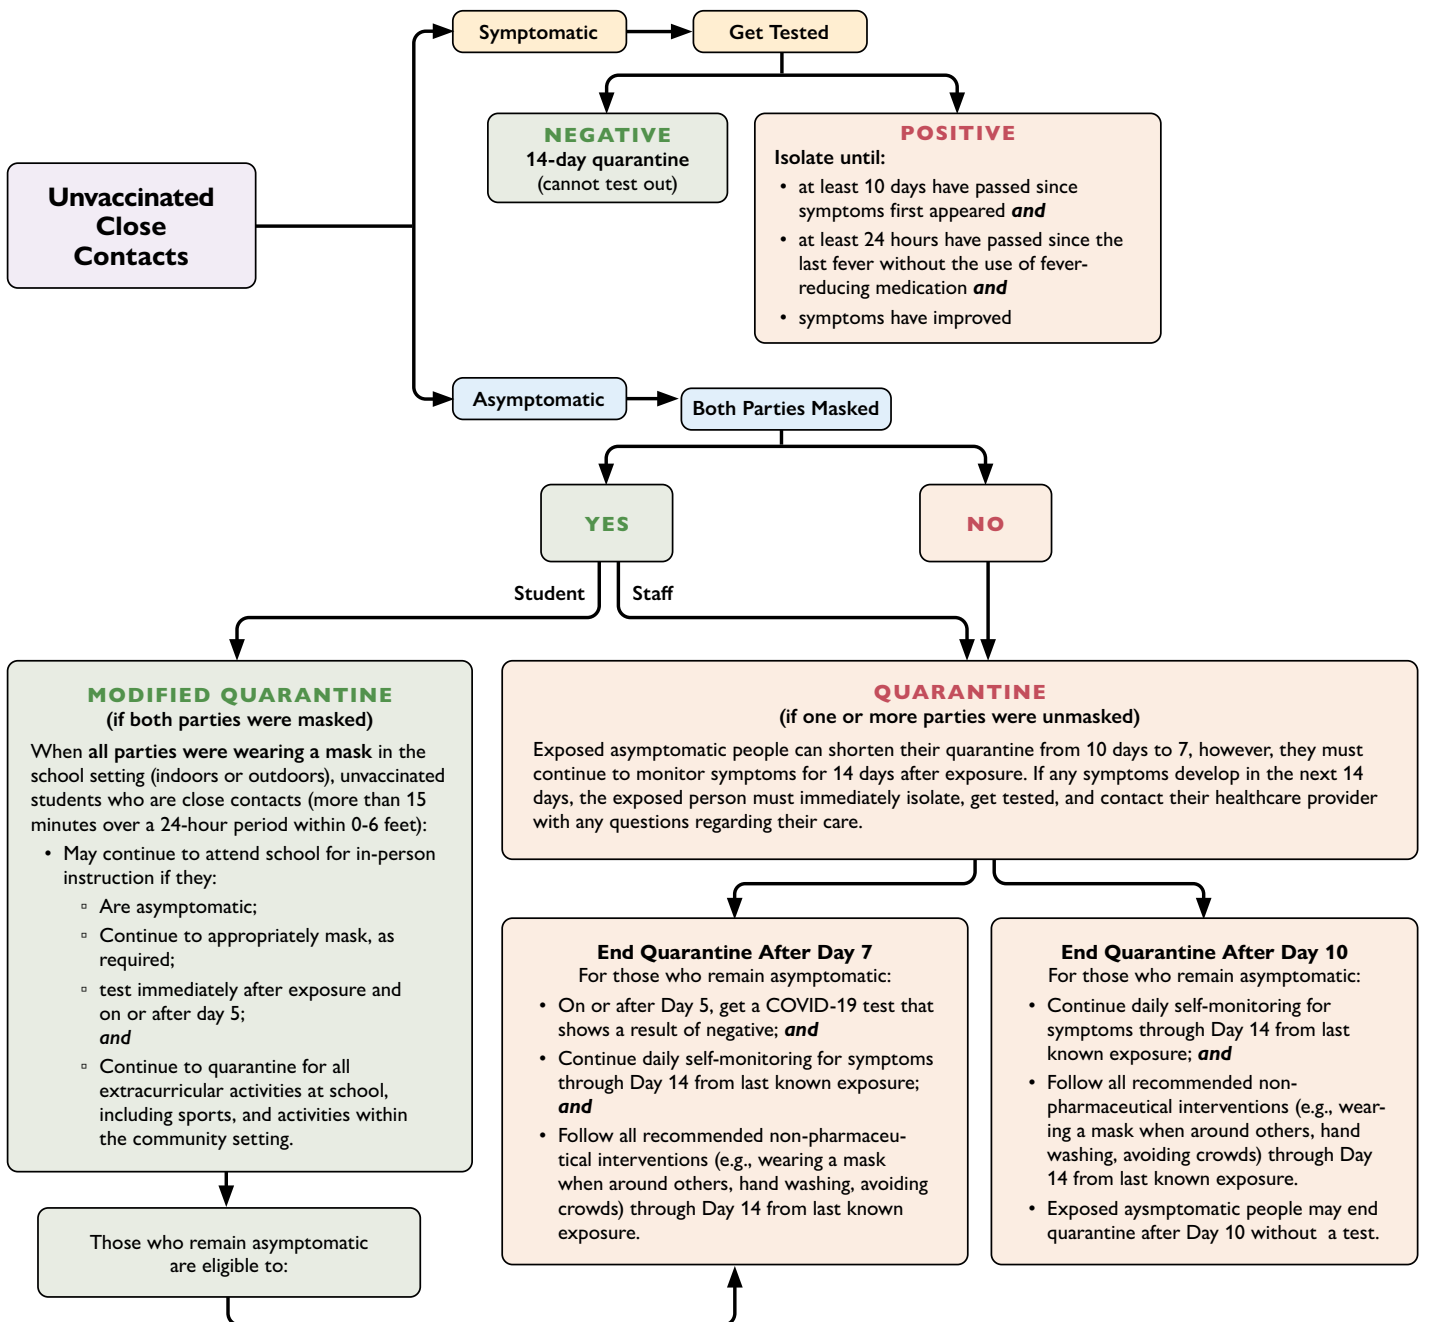 Symptomatic
Get Tested
NEGATIVE
14-day quarantine
(cannot test out)
POSITIVE
Isolate until:
• at least 10 days have passed since
symptoms first appeared and
• at least 24 hours have passed since the
last fever without the use of fever-
reducing medication and
• symptoms have improved
Unvaccinated
Close
Contacts
Asymptomatic
Both Parties Masked
YES
NO
Student
Staff
MODIFIED QUARANTINE
(if both parties were masked)
When all parties were wearing a mask in the
school setting (indoors or outdoors), unvaccinated
students who are close contacts (more than 15
minutes over a 24-hour period within 0-6 feet):
• May continue to attend school for in-person
instruction if they:
▫ Are asymptomatic;
▫ Continue to appropriately mask, as
required;
▫ test immediately after exposure and
on or after day 5;
and
▫ Continue to quarantine for all
extracurricular activities at school,
including sports, and activities within
the community setting.
Those who remain asymptomatic
are eligible to:
QUARANTINE
(if one or more parties were unmasked)
Exposed asymptomatic people can shorten their quarantine from 10 days to 7, however, they must
continue to monitor symptoms for 14 days after exposure. If any symptoms develop in the next 14
days, the exposed person must immediately isolate, get tested, and contact their healthcare provider
with any questions regarding their care.
End Quarantine After Day 7
For those who remain asymptomatic:
• On or after Day 5, get a COVID-19 test that
shows a result of negative; and
• Continue daily self-monitoring for symptoms
through Day 14 from last known exposure;
and
• Follow all recommended non-pharmaceu-
tical interventions (e.g., wearing a mask
when around others, hand washing, avoiding
crowds) through Day 14 from last known
exposure.
End Quarantine After Day 10
For those who remain asymptomatic:
• Continue daily self-monitoring for
symptoms through Day 14 from last
known exposure; and
• Follow all recommended non-
pharmaceutical interventions (e.g., wear-
ing a mask when around others, hand
washing, avoiding crowds) through Day
14 from last known exposure.
• Exposed aysmptomatic people may end
quarantine after Day 10 without a test.